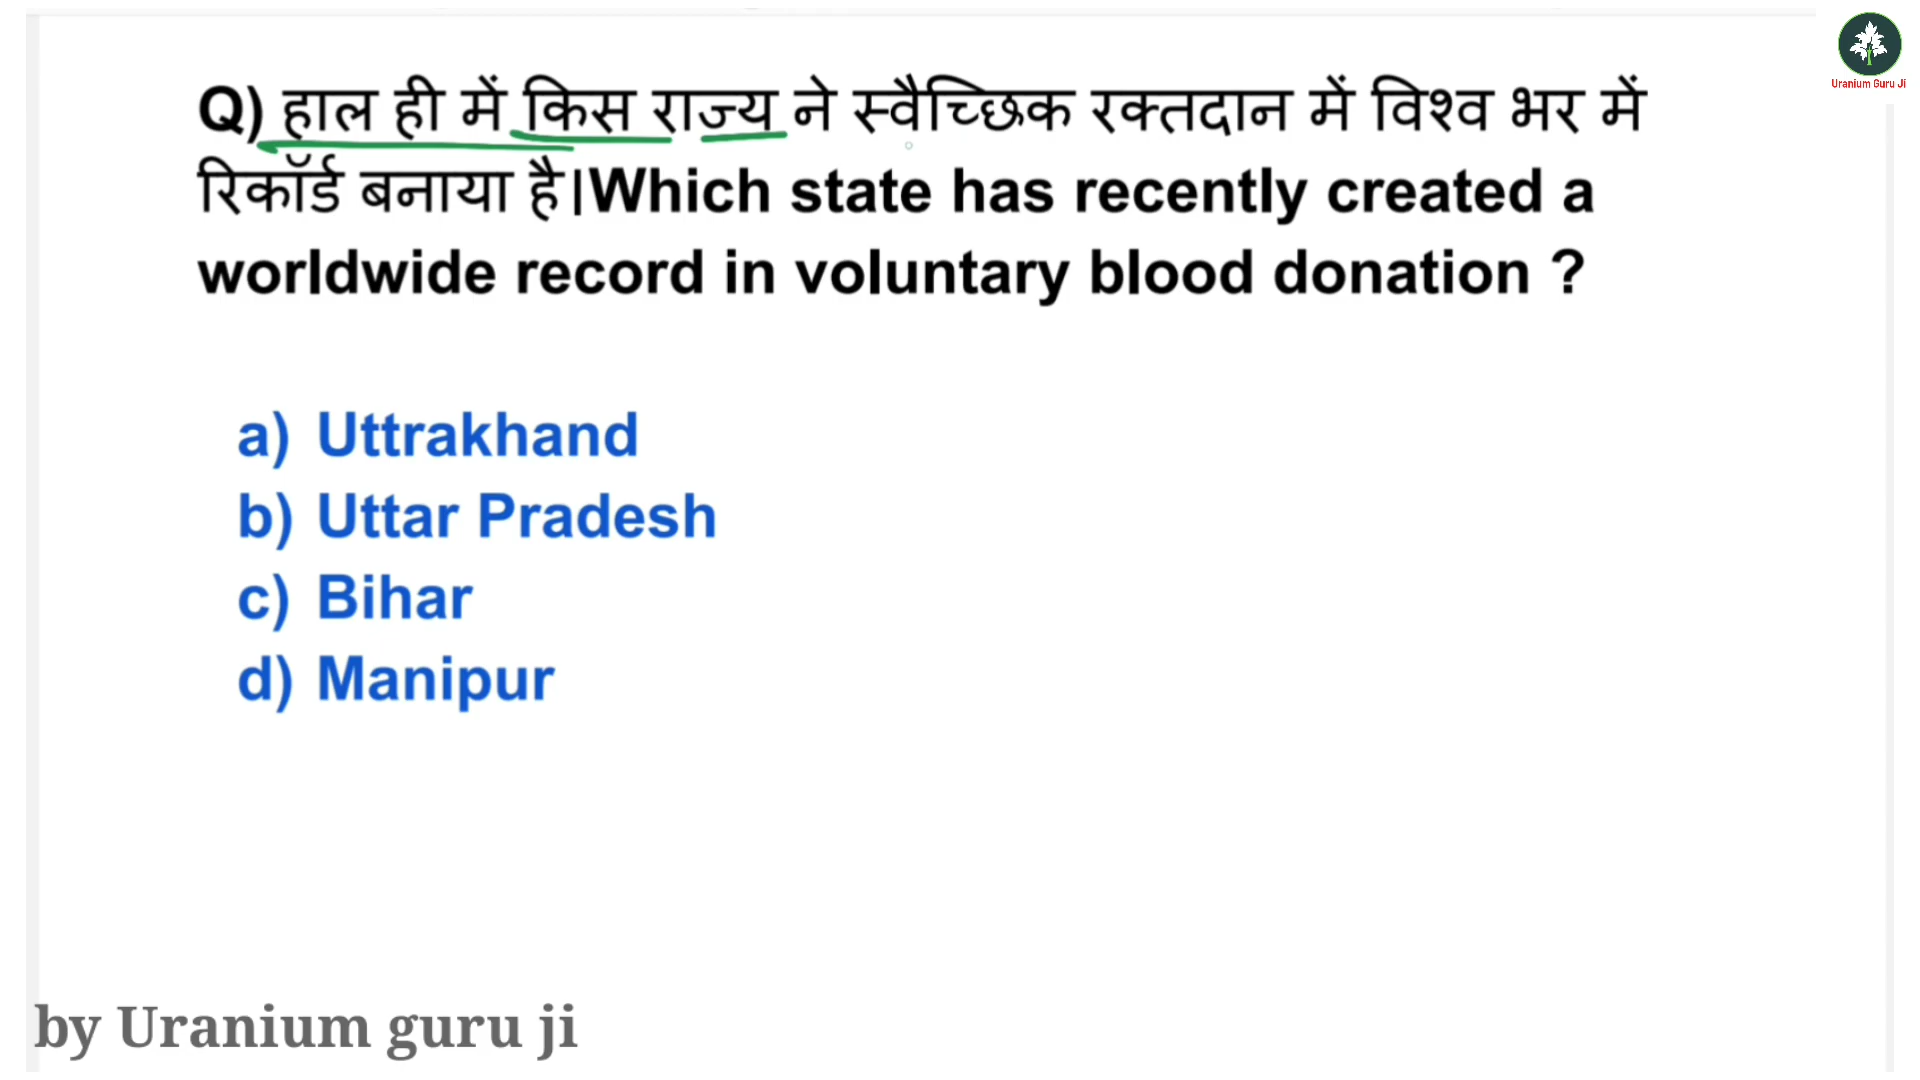 Uranium Guru Ji
Q) हाल ही में किस राज्य ने स्वैच्छिक रक्तदान में विश्व भर में
रिकॉर्ड बनाया है।Which state has recently created a
worldwide record in voluntary blood donation ?
a) Uttrakhand
b) Uttar Pradesh
c) Bihar
d) Manipur
by Uranium guru ji